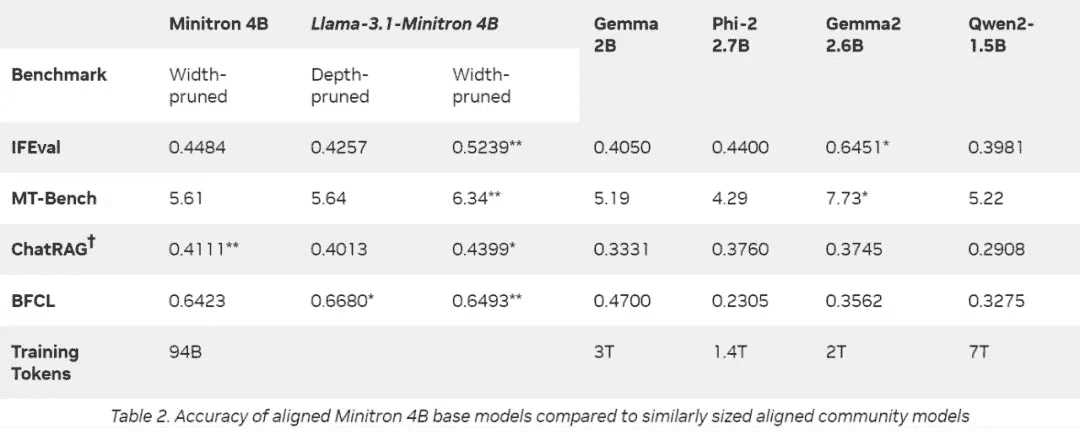 Minitron 4B Llama-3.1-Minitron 4B Gemma 2B Phi-2 2.7B Gemma2 2.6B Qwen2-1.5B
Benchmark Width-pruned Depth-pruned Width-pruned
IFEval 0.4484 0.4257 0.5239** 0.4050 0.4400 0.6451* 0.3981
MT-Bench 5.61 5.64 6.34** 5.19 4.29 7.73* 5.22
ChatRAG† 0.4111** 0.4013 0.4399* 0.3331 0.3760 0.3745 0.2908
BFCL 0.6423 0.6680* 0.6493** 0.4700 0.2305 0.3562 0.3275
Training Tokens 94B 3T 1.4T 2T 7T
Table 2. Accuracy of aligned Minitron 4B base models compared to similarly sized aligned community models